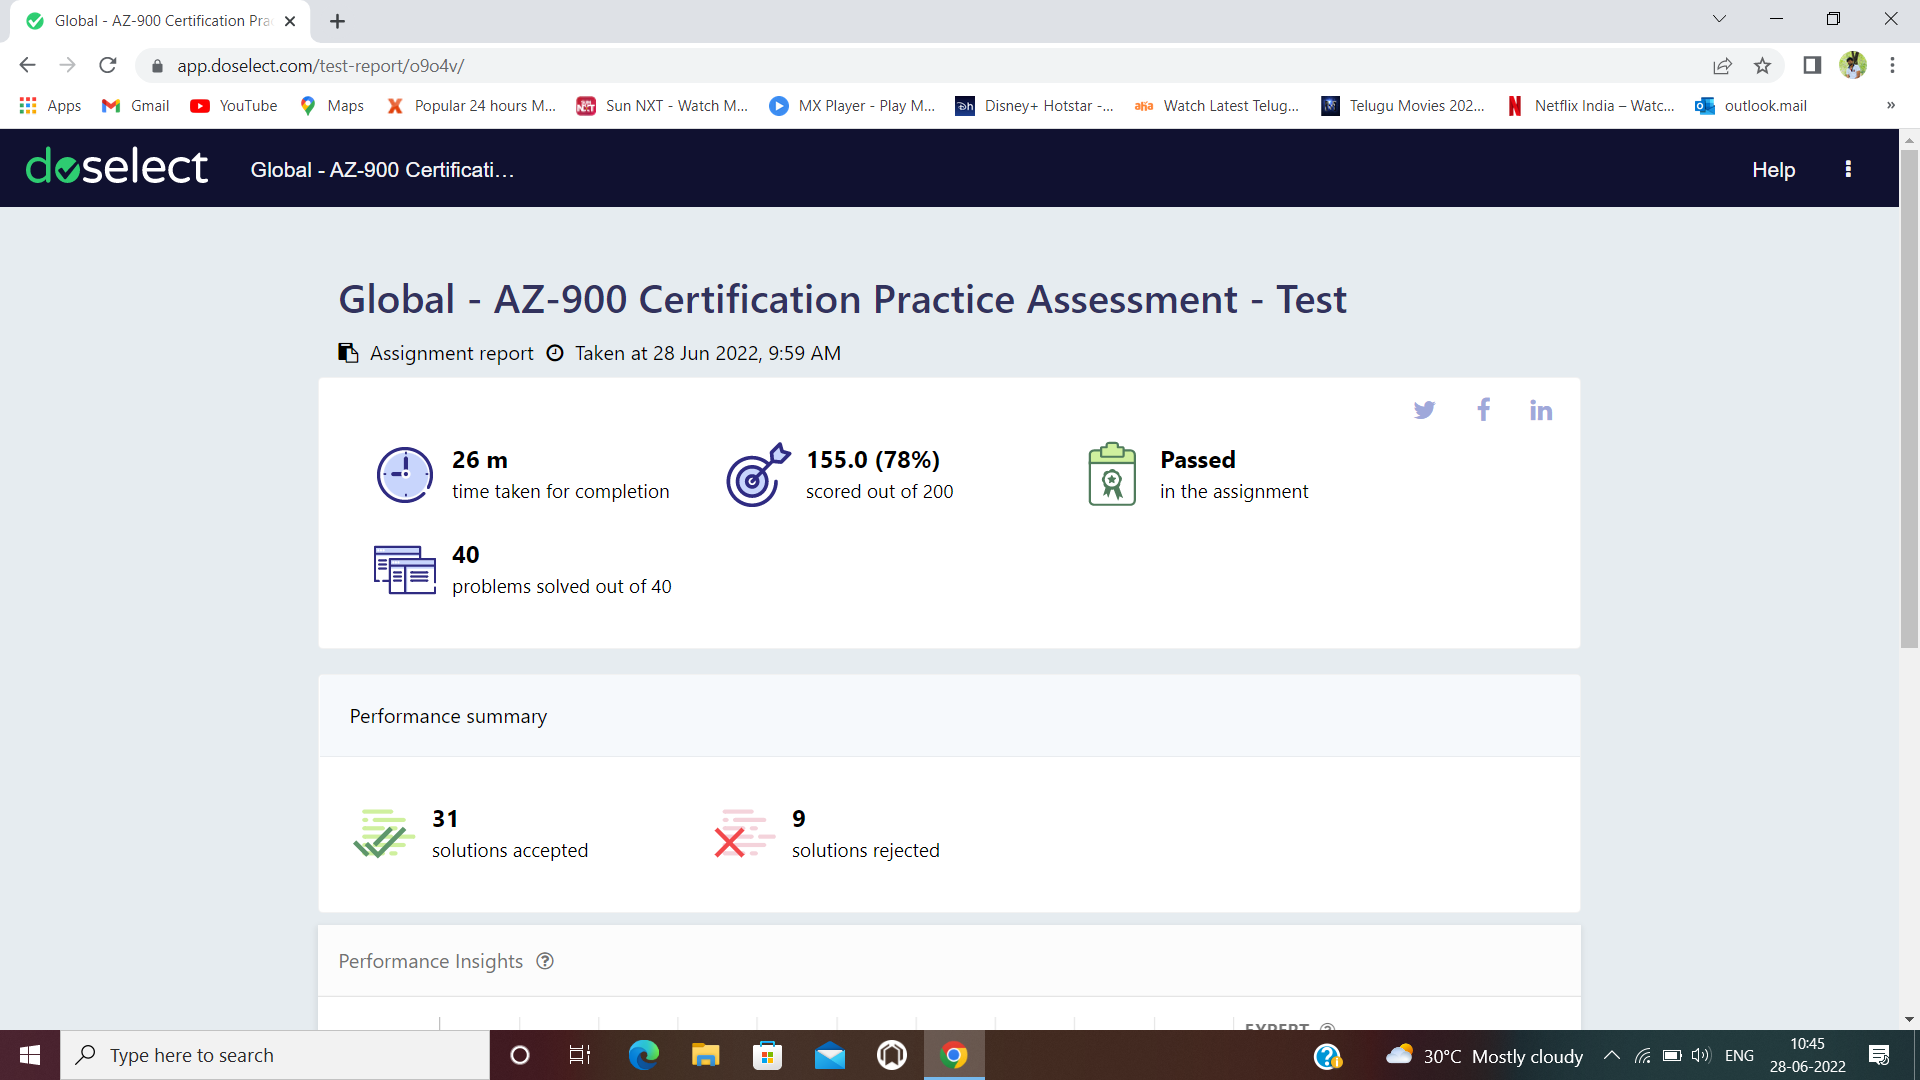 Global - AZ-900 Certification Pra
app.doselect.com/test-report/o9o4v/
Apps Gmail YouTube Maps Popular 24 hours M... Sun NXT - Watch M... MX Player - Play M... Disney+ Hotstar -... Watch Latest Telug... Telugu Movies 202... Netflix India – Watc... outlook.mail »
doselect Global - AZ-900 Certificati... Help
Global - AZ-900 Certification Practice Assessment - Test
Assignment report Taken at 28 Jun 2022, 9:59 AM
26 m 155.0 (78%) Passed
time taken for completion scored out of 200 in the assignment
40
problems solved out of 40
Performance summary
31 9
solutions accepted solutions rejected
Performance Insights
EXPERT
Type here to search 30°C Mostly cloudy ENG 10:45
28-06-2022